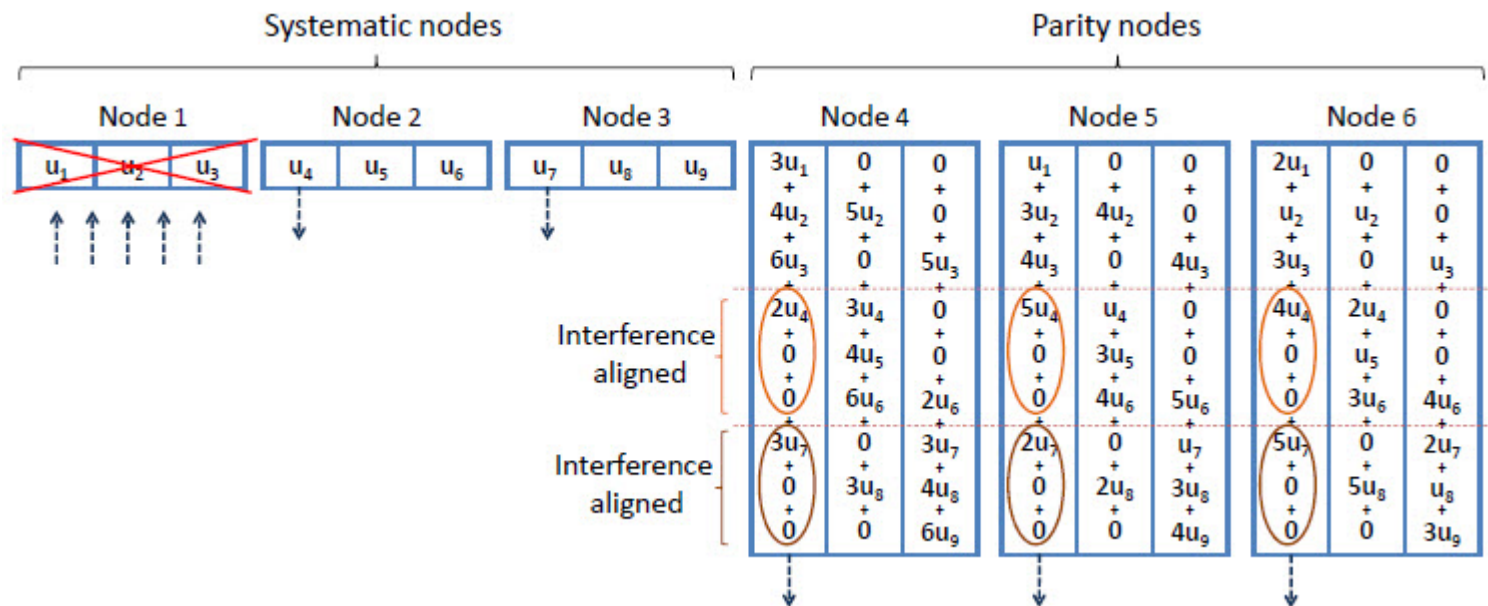 Systematic nodes Parity nodes
Node 1 Node 2 Node 3 Node 4 Node 5 Node 6
u₁ u₂ u₃ u₄ u₅ u₆ u₇ u₈ u₉ 3u₁ 0 0 u₁ 0 0 2u₁ 0 0
+ + + + + + + + +
4u₂ 5u₂ 0 3u₂ 4u₂ 0 u₂ u₂ 0
+ + + + + + + + +
6u₃ 0 5u₃ 4u₃ 0 4u₃ 3u₃ 0 u₃
+ + + + + + + + +
2u₄ 3u₄ 0 5u₄ u₄ 0 4u₄ 2u₄ 0
Interference
+ + + + + + + + +
aligned
0 4u₅ 0 0 3u₅ 0 0 u₅ 0
+ + + + + + + + +
0 6u₆ 2u₆ 0 4u₆ 5u₆ 0 3u₆ 4u₆
+ + + + + + + + +
3u₇ 0 3u₇ 2u₇ 0 u₇ 5u₇ 0 2u₇
Interference
+ + + + + + + + +
aligned
0 3u₈ 4u₈ 0 2u₈ 3u₈ 0 5u₈ u₈
+ + + + + + + + +
0 0 6u₉ 0 0 4u₉ 0 0 3u₉